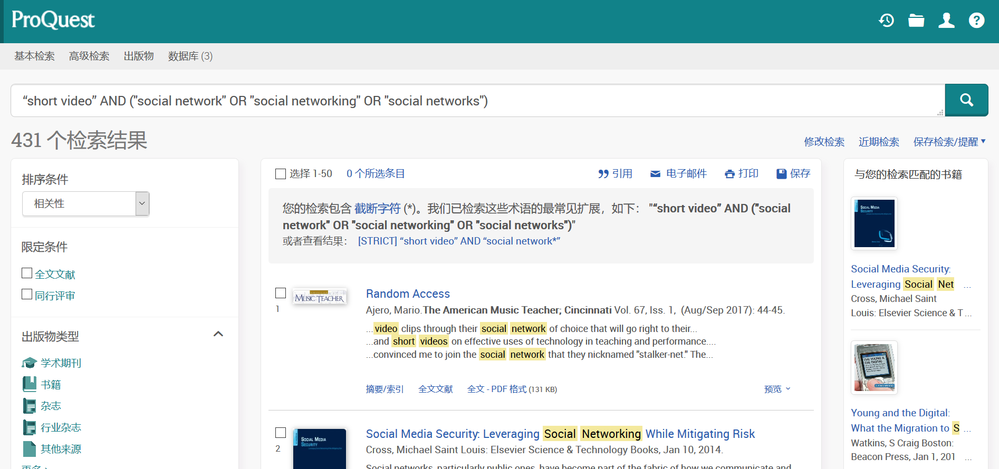 ProQuest
基本检索 高级检索 出版物 数据库 (3)
“short video” AND ("social network" OR "social networking" OR "social networks")
431 个检索结果
修改检索 近期检索 保存检索/提醒
排序条件
相关性
限定条件
全文文献
同行评审
出版物类型
学术期刊
书籍
杂志
行业杂志
其他来源
选择 1-50 0 个所选条目 引用 电子邮件 打印 保存
您的检索包含 截断字符 (*)。我们已检索这些术语的最常见扩展，如下： "“short video” AND ("social
network" OR "social networking" OR "social networks")"
或者查看结果： [STRICT] “short video” AND “social network*”
1
MUSIC TEACHER
Random Access
Ajero, Mario.The American Music Teacher; Cincinnati Vol. 67, Iss. 1, (Aug/Sep 2017): 44-45.
...video clips through their social network of choice that will go right to their...
...and short videos on effective uses of technology in teaching and performance....
...convinced me to join the social network that they nicknamed "stalker-net." The...
摘要/索引 全文文献 全文 - PDF 格式 (131 KB) 预览
2
SOCIAL MEDIA
SECURITY
Social Media Security: Leveraging Social Networking While Mitigating Risk
Cross, Michael Saint Louis: Elsevier Science & Technology Books, Jan 10, 2014.
Social networks, particularly public ones, have become part of the fabric of how we communicate and
与您的检索匹配的书籍
SOCIAL MEDIA
SECURITY
Social Media Security:
Leveraging Social Net ...
Cross, Michael Saint
Louis: Elsevier Science & T ...
THE YOUNG &
THE DIGITAL
Young and the Digital:
What the Migration to S ...
Watkins, S Craig Boston:
Beacon Press, Jan 1, 201 ...